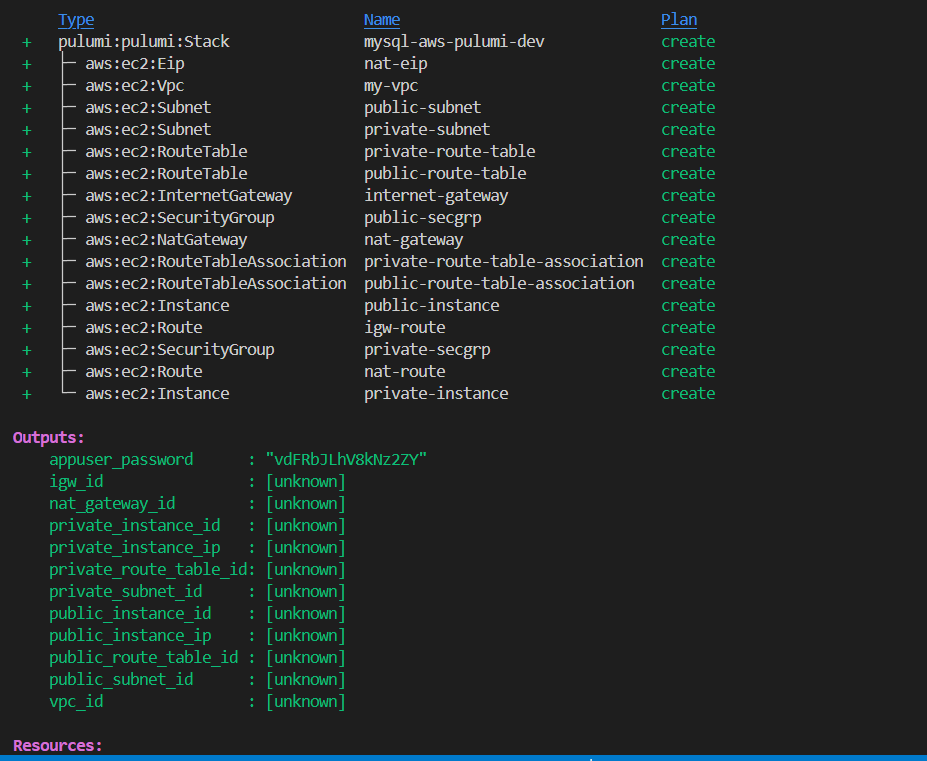 Type Name Plan
+ pulumi:pulumi:Stack mysql-aws-pulumi-dev create
+ ├─ aws:ec2:Eip nat-eip create
+ ├─ aws:ec2:Vpc my-vpc create
+ ├─ aws:ec2:Subnet public-subnet create
+ ├─ aws:ec2:Subnet private-subnet create
+ ├─ aws:ec2:RouteTable private-route-table create
+ ├─ aws:ec2:RouteTable public-route-table create
+ ├─ aws:ec2:InternetGateway internet-gateway create
+ ├─ aws:ec2:SecurityGroup public-secgrp create
+ ├─ aws:ec2:NatGateway nat-gateway create
+ ├─ aws:ec2:RouteTableAssociation private-route-table-association create
+ ├─ aws:ec2:RouteTableAssociation public-route-table-association create
+ ├─ aws:ec2:Instance public-instance create
+ ├─ aws:ec2:Route igw-route create
+ ├─ aws:ec2:SecurityGroup private-secgrp create
+ ├─ aws:ec2:Route nat-route create
+ └─ aws:ec2:Instance private-instance create
Outputs:
appuser_password : "vdFRbJLhV8kNz2ZY"
igw_id : [unknown]
nat_gateway_id : [unknown]
private_instance_id : [unknown]
private_instance_ip : [unknown]
private_route_table_id: [unknown]
private_subnet_id : [unknown]
public_instance_id : [unknown]
public_instance_ip : [unknown]
public_route_table_id : [unknown]
public_subnet_id : [unknown]
vpc_id : [unknown]
Resources: